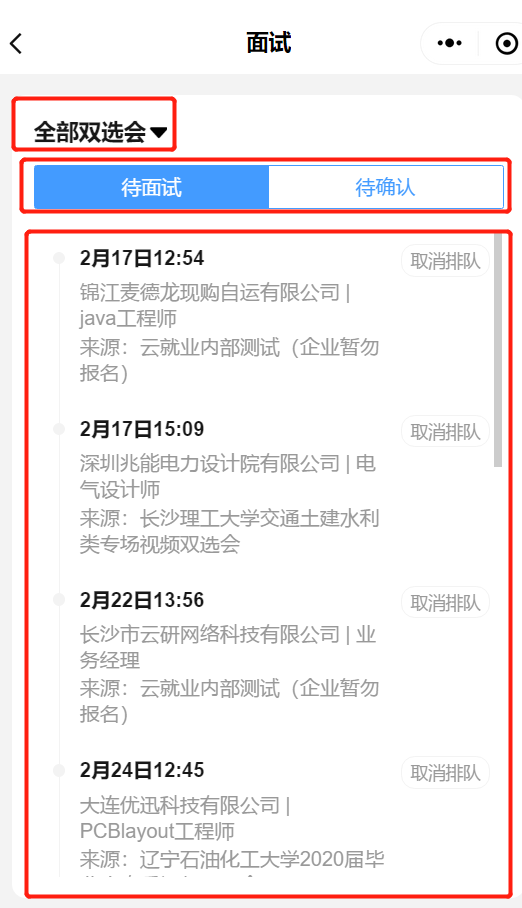 面试
全部双选会
待面试
待确认
2月17日12:54
取消排队
锦江麦德龙现购自运有限公司 |
java工程师
来源：云就业内部测试（企业暂勿
报名）
2月17日15:09
取消排队
深圳兆能电力设计院有限公司 | 电
气设计师
来源：长沙理工大学交通土建水利
类专场视频双选会
2月22日13:56
取消排队
长沙市云研网络科技有限公司 | 业
务经理
来源：云就业内部测试（企业暂勿
报名）
2月24日12:45
取消排队
大连优迅科技有限公司 |
PCBlayout工程师
来源：辽宁石油化工大学2020届毕